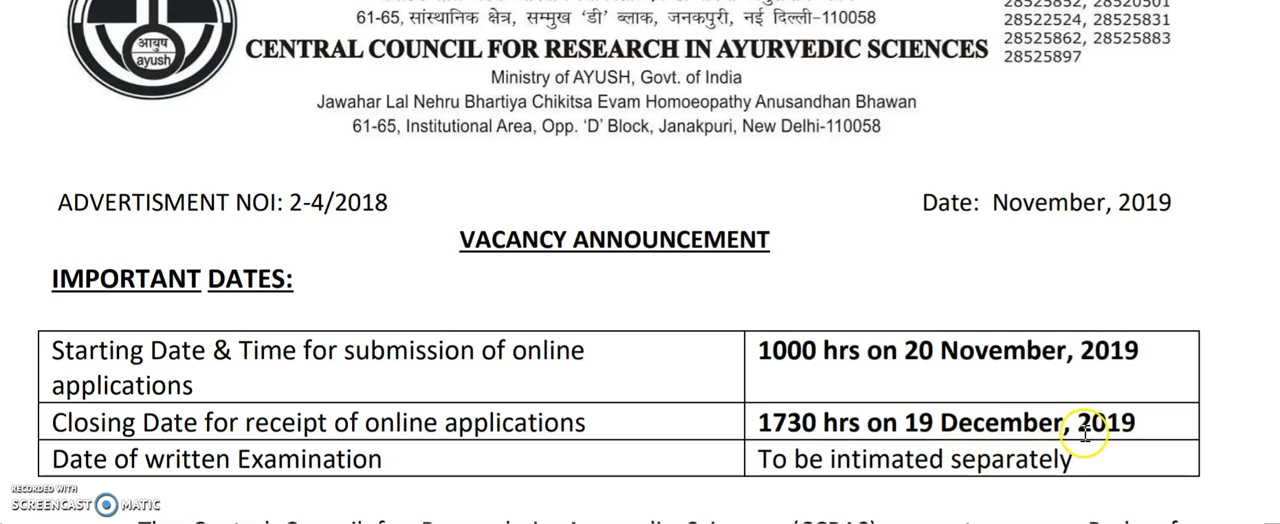 28525852, 28520501
61-65, सांस्थानिक क्षेत्र, सम्मुख 'डी' ब्लाक, जनकपुरी, नई दिल्ली-110058
28522524, 28525831
28525862, 28525883
28525897
आयुष
ayush
CENTRAL COUNCIL FOR RESEARCH IN AYURVEDIC SCIENCES
Ministry of AYUSH, Govt. of India
Jawahar Lal Nehru Bhartiya Chikitsa Evam Homoeopathy Anusandhan Bhawan
61-65, Institutional Area, Opp. 'D' Block, Janakpuri, New Delhi-110058
ADVERTISMENT NOI: 2-4/2018 Date: November, 2019
VACANCY ANNOUNCEMENT
IMPORTANT DATES:
Starting Date & Time for submission of online 1000 hrs on 20 November, 2019
applications
Closing Date for receipt of online applications 1730 hrs on 19 December, 2019
Date of written Examination To be intimated separately
RECORDED WITH
SCREENCAST MATIC